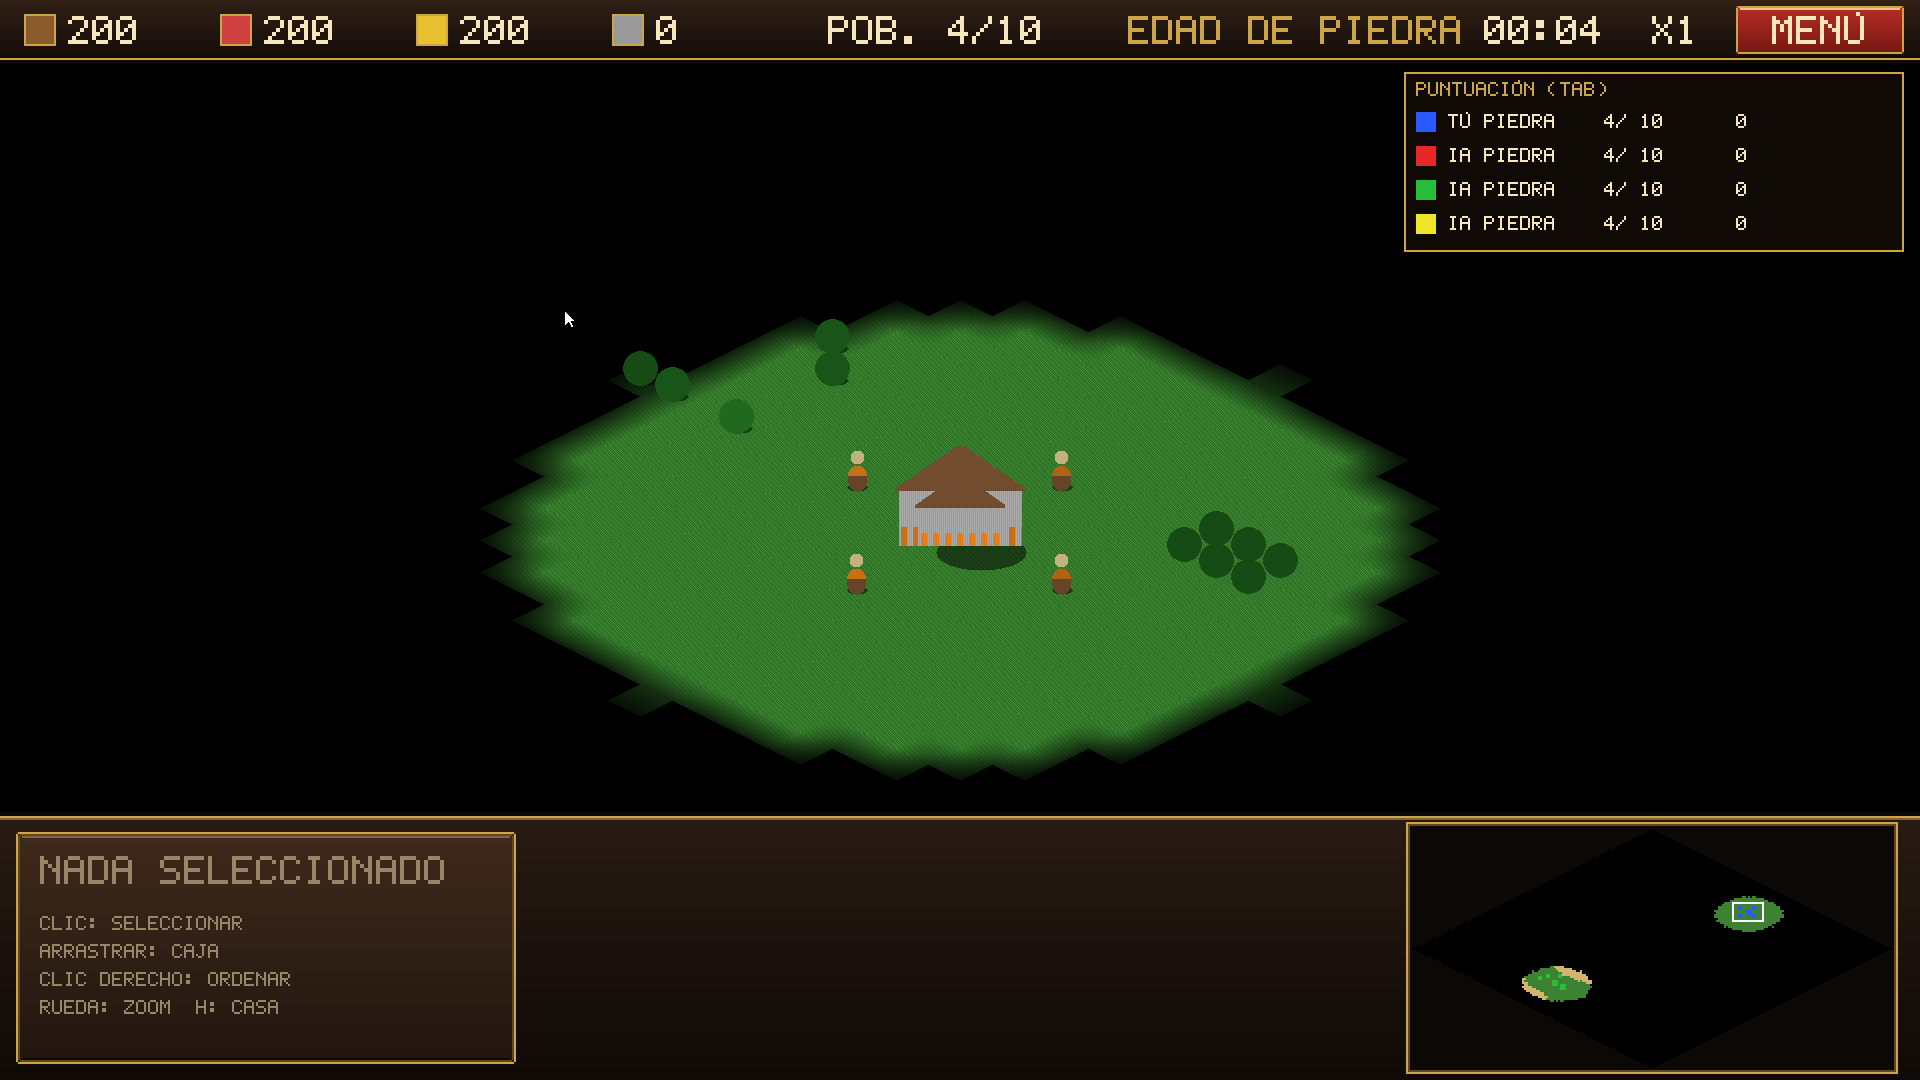 200 200 200 0 POB. 4/10 EDAD DE PIEDRA 00:04 X1 MENÚ
PUNTUACIÓN (TAB)
TÚ PIEDRA 4/ 10 0
IA PIEDRA 4/ 10 0
IA PIEDRA 4/ 10 0
IA PIEDRA 4/ 10 0
NADA SELECCIONADO
CLIC: SELECCIONAR
ARRASTRAR: CAJA
CLIC DERECHO: ORDENAR
RUEDA: ZOOM H: CASA